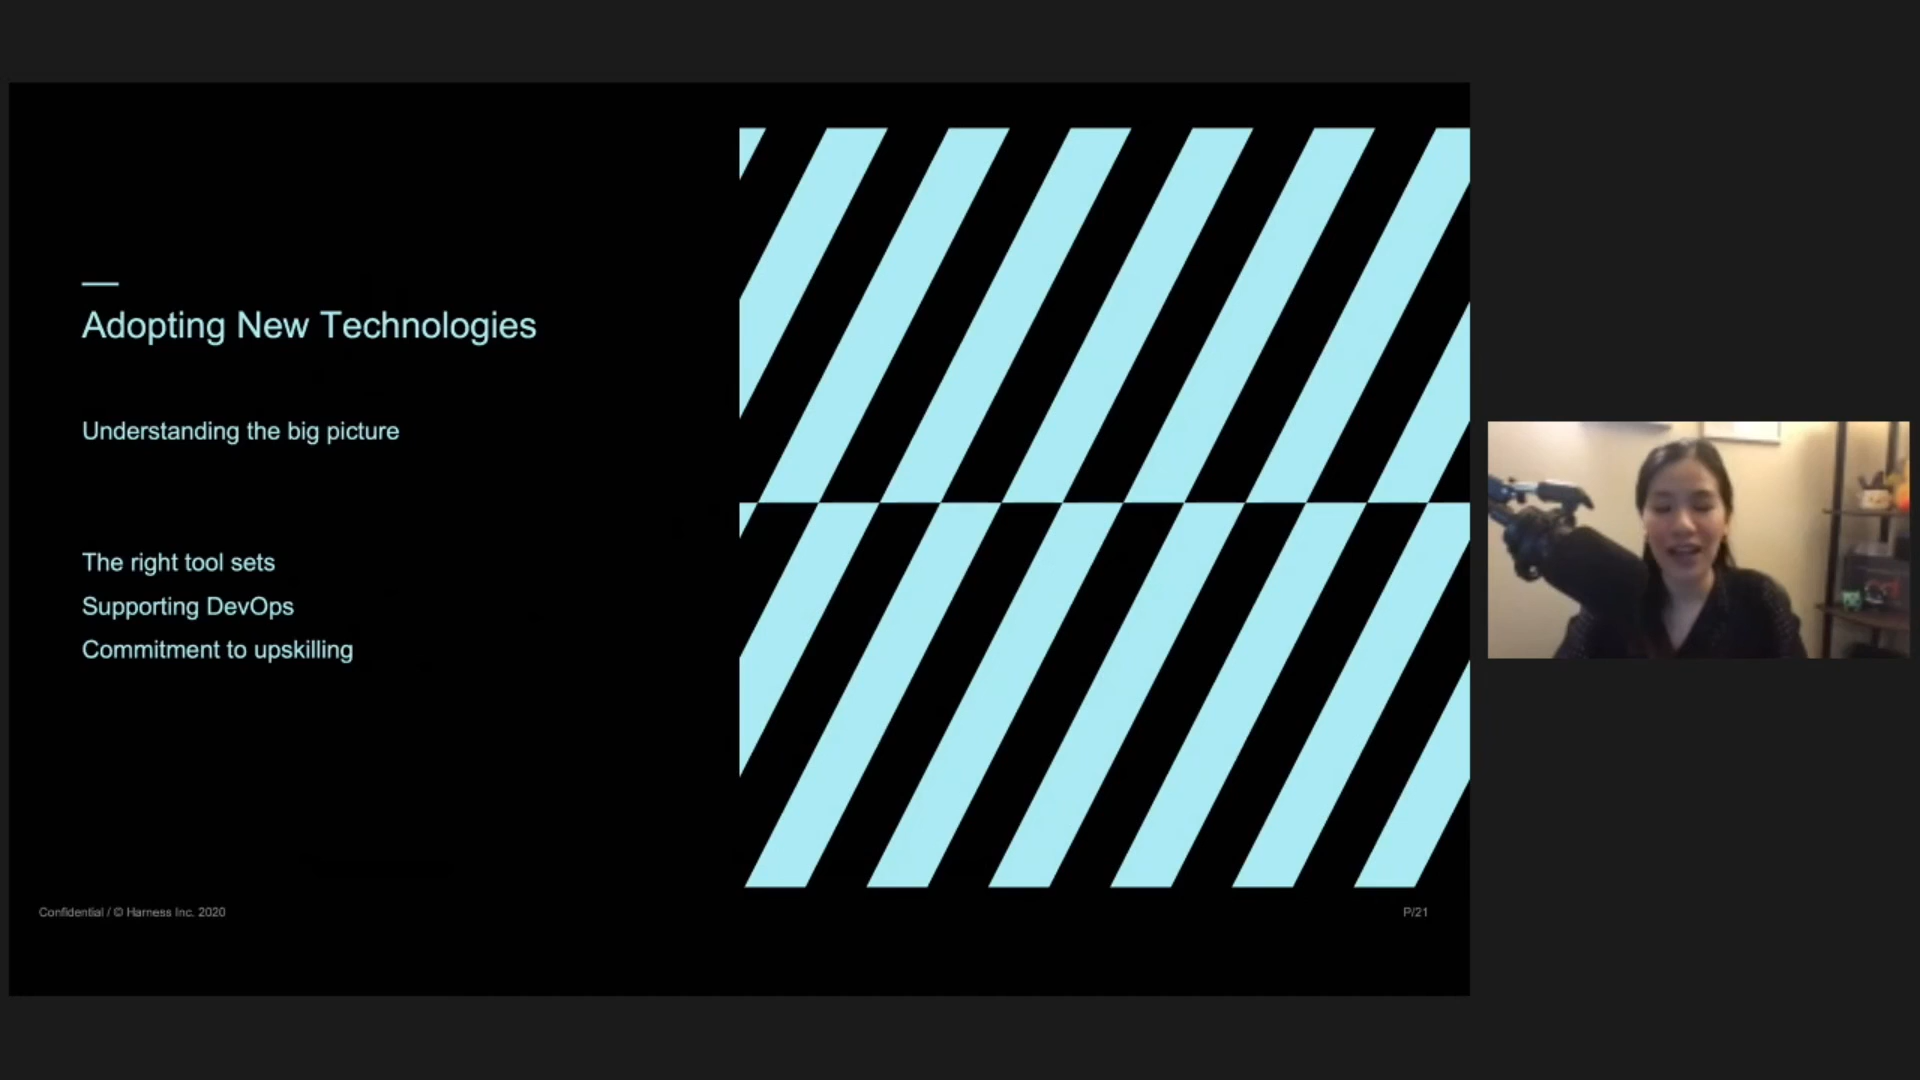 Adopting New Technologies
Understanding the big picture
The right tool sets
Supporting DevOps
Commitment to upskilling
Confidential / © Harness Inc. 2020
P/21